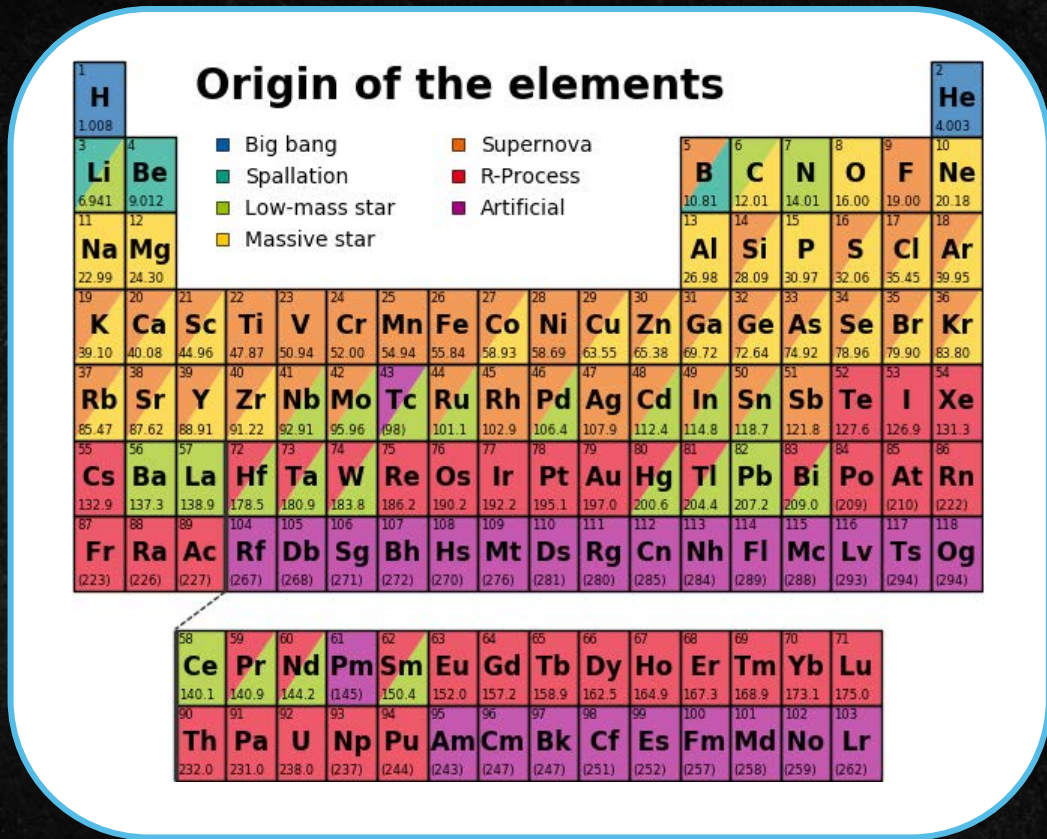 Origin of the elements
Big bang
Spallation
Low-mass star
Massive star
Supernova
R-Process
Artificial
1 2
H He
1.008 4.003
3 4 5 6 7 8 9 10
Li Be B C N O F Ne
6.941 9.012 10.81 12.01 14.01 16.00 19.00 20.18
11 12 13 14 15 16 17 18
Na Mg Al Si P S Cl Ar
22.99 24.30 26.98 28.09 30.97 32.06 35.45 39.95
19 20 21 22 23 24 25 26 27 28 29 30 31 32 33 34 35 36
K Ca Sc Ti V Cr Mn Fe Co Ni Cu Zn Ga Ge As Se Br Kr
39.10 40.08 44.96 47.87 50.94 52.00 54.94 55.84 58.93 58.69 63.55 65.38 69.72 72.64 74.92 78.96 79.90 83.80
37 38 39 40 41 42 43 44 45 46 47 48 49 50 51 52 53 54
Rb Sr Y Zr Nb Mo Tc Ru Rh Pd Ag Cd In Sn Sb Te I Xe
85.47 87.62 88.91 91.22 92.91 95.96 (98) 101.1 102.9 106.4 107.9 112.4 114.8 118.7 121.8 127.6 126.9 131.3
55 56 57 72 73 74 75 76 77 78 79 80 81 82 83 84 85 86
Cs Ba La Hf Ta W Re Os Ir Pt Au Hg Tl Pb Bi Po At Rn
132.9 137.3 138.9 178.5 180.9 183.8 186.2 190.2 192.2 195.1 197.0 200.6 204.4 207.2 209.0 (209) (210) (222)
87 88 89 104 105 106 107 108 109 110 111 112 113 114 115 116 117 118
Fr Ra Ac Rf Db Sg Bh Hs Mt Ds Rg Cn Nh Fl Mc Lv Ts Og
(223) (226) (227) (267) (268) (271) (272) (270) (276) (281) (280) (285) (284) (289) (288) (293) (294) (294)
58 59 60 61 62 63 64 65 66 67 68 69 70 71
Ce Pr Nd Pm Sm Eu Gd Tb Dy Ho Er Tm Yb Lu
140.1 140.9 144.2 (145) 150.4 152.0 157.2 158.9 162.5 164.9 167.3 168.9 173.1 175.0
90 91 92 93 94 95 96 97 98 99 100 101 102 103
Th Pa U Np Pu Am Cm Bk Cf Es Fm Md No Lr
232.0 231.0 238.0 (237) (244) (243) (247) (247) (251) (252) (257) (258) (259) (262)